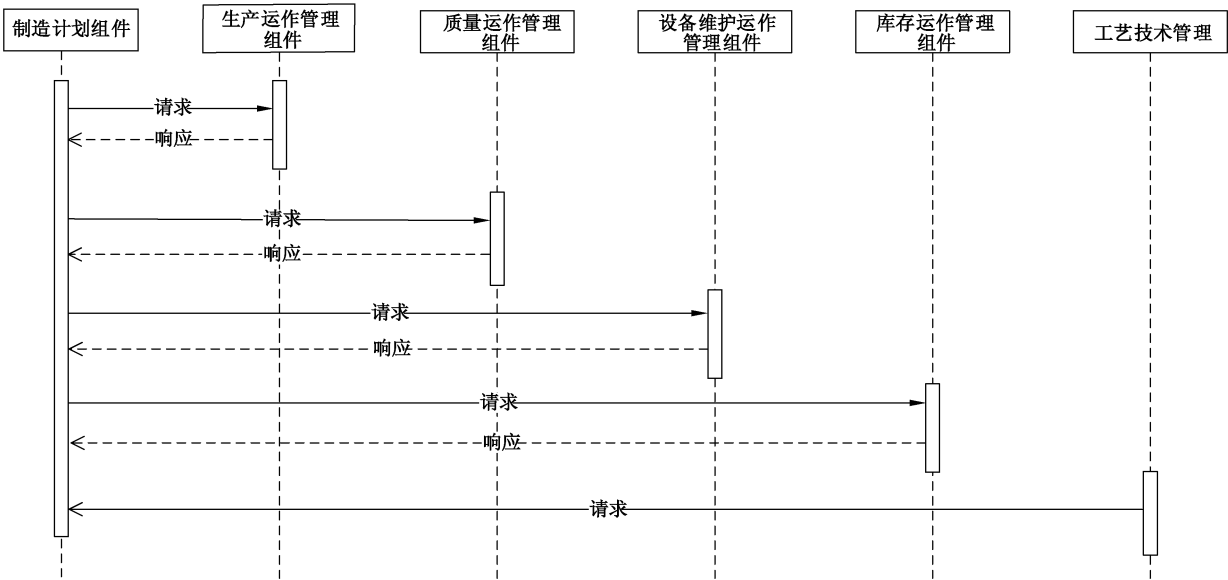 制造计划组件
生产运作管理
组件
质量运作管理
组件
设备维护运作
管理组件
库存运作管理
组件
工艺技术管理
请求
响应
请求
响应
请求
响应
请求
响应
请求